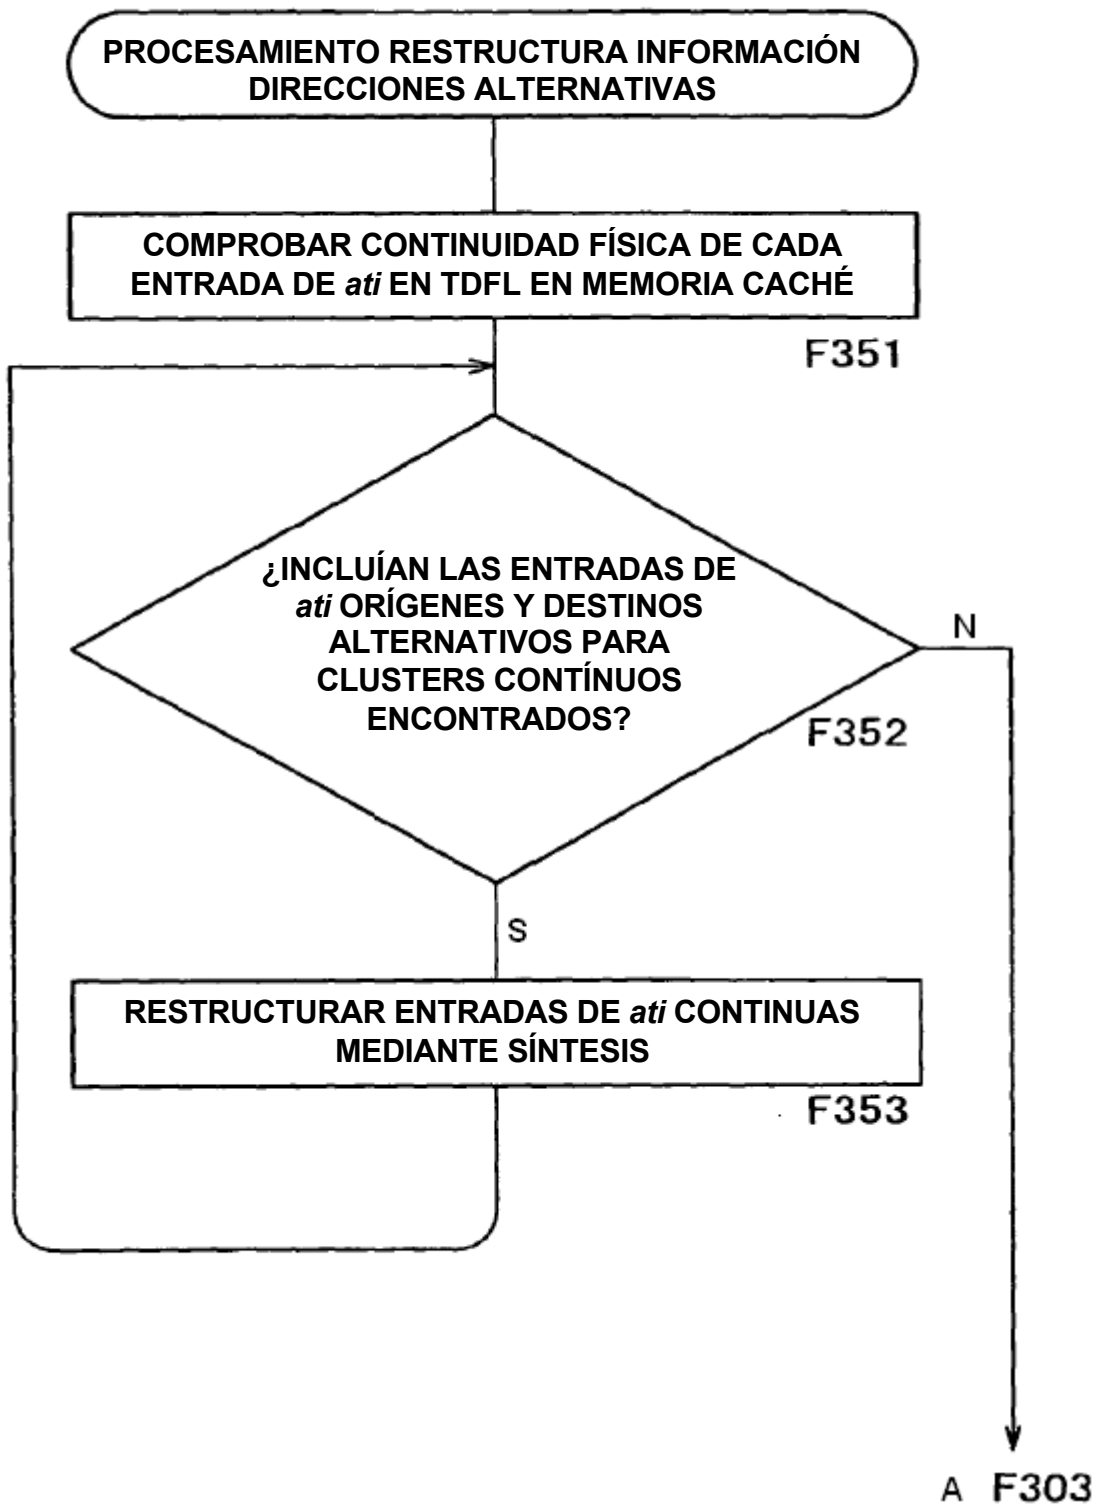 PROCESAMIENTO RESTRUCTURA INFORMACIÓN
DIRECCIONES ALTERNATIVAS
COMPROBAR CONTINUIDAD FÍSICA DE CADA
ENTRADA DE ati EN TDFL EN MEMORIA CACHÉ
F351
¿INCLUÍAN LAS ENTRADAS DE
ati ORÍGENES Y DESTINOS
ALTERNATIVOS PARA
CLUSTERS CONTÍNUOS
ENCONTRADOS?
N
F352
S
RESTRUCTURAR ENTRADAS DE ati CONTINUAS
MEDIANTE SÍNTESIS
F353
A F303